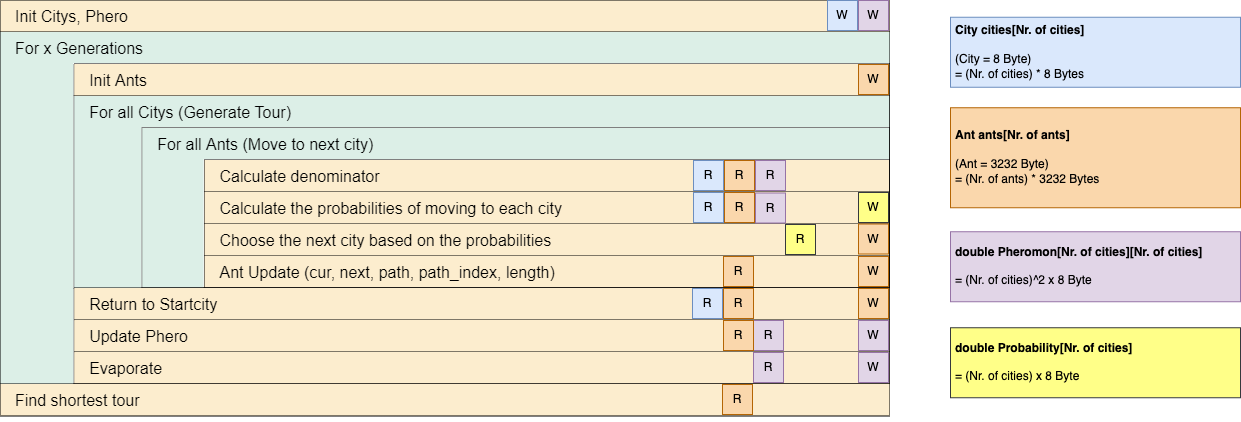 Init Citys, Phero W W
For x Generations
Init Ants W
For all Citys (Generate Tour)
For all Ants (Move to next city)
Calculate denominator R R R
Calculate the probabilities of moving to each city R R R W
Choose the next city based on the probabilities R W
Ant Update (cur, next, path, path_index, length) R W
Return to Startcity R R W
Update Phero R R W
Evaporate R W
Find shortest tour R
City cities[Nr. of cities]
(City = 8 Byte)
= (Nr. of cities) * 8 Bytes
Ant ants[Nr. of ants]
(Ant = 3232 Byte)
= (Nr. of ants) * 3232 Bytes
double Pheromon[Nr. of cities][Nr. of cities]
= (Nr. of cities)^2 x 8 Byte
double Probability[Nr. of cities]
= (Nr. of cities) x 8 Byte